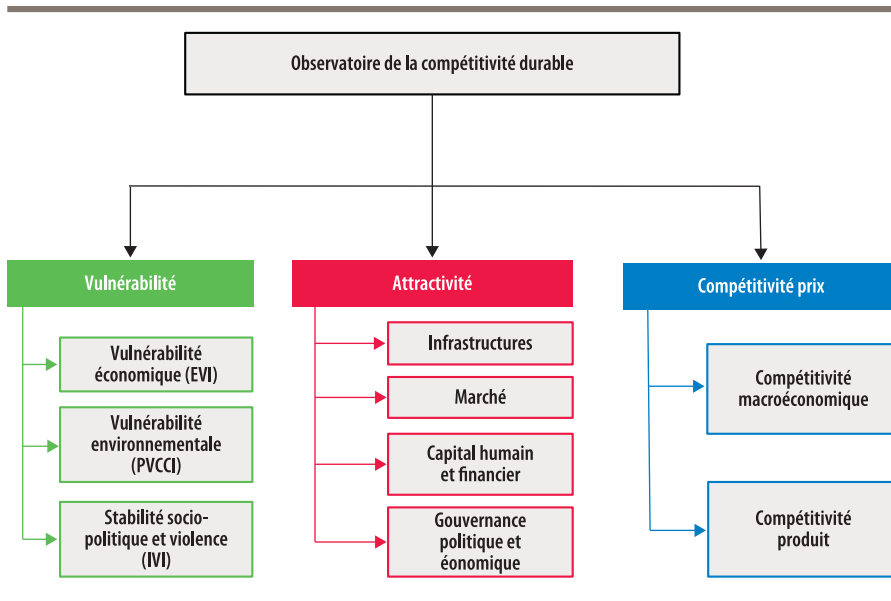 Observatoire de la compétitivité durable
Vulnérabilité
Vulnérabilité
économique (EVI)
Vulnérabilité
environnementale
(PVCCI)
Stabilité socio-
politique et violence
(IVI)
Attractivité
Infrastructures
Marché
Capital humain
et financier
Gouvernance
politique et
éonomique
Compétitivité prix
Compétitivité
macroéconomique
Compétitivité
produit